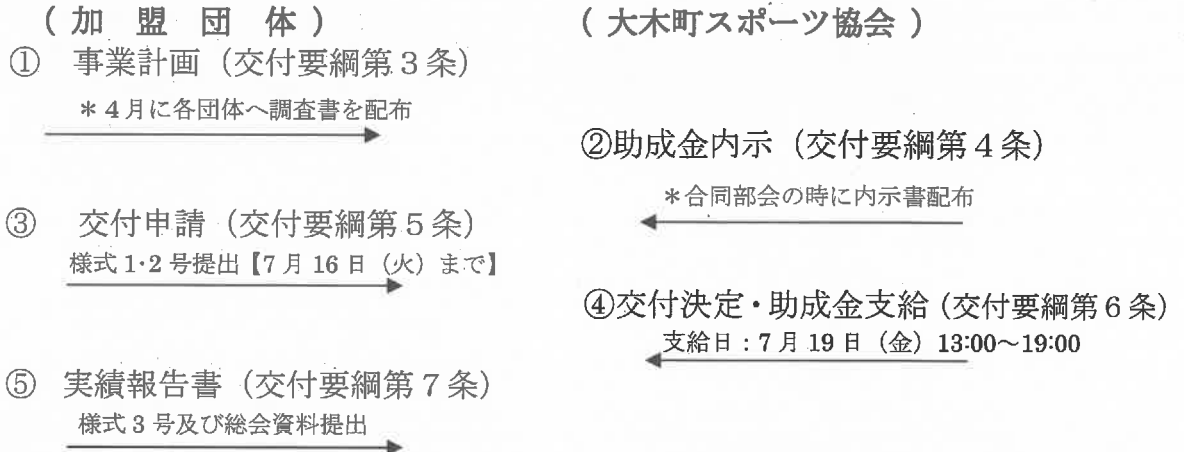 （加　盟　団　体）
（大木町スポーツ協会）
①　事業計画（交付要綱第３条）
＊４月に各団体へ調査書を配布
②助成金内示（交付要綱第４条）
＊合同部会の時に内示書配布
③　交付申請（交付要綱第５条）
様式 1･2 号提出【7 月 16 日（火）まで】
④交付決定・助成金支給（交付要綱第６条）
支給日：7 月 19 日（金）13:00～19:00
⑤　実績報告書（交付要綱第７条）
様式 3 号及び総会資料提出